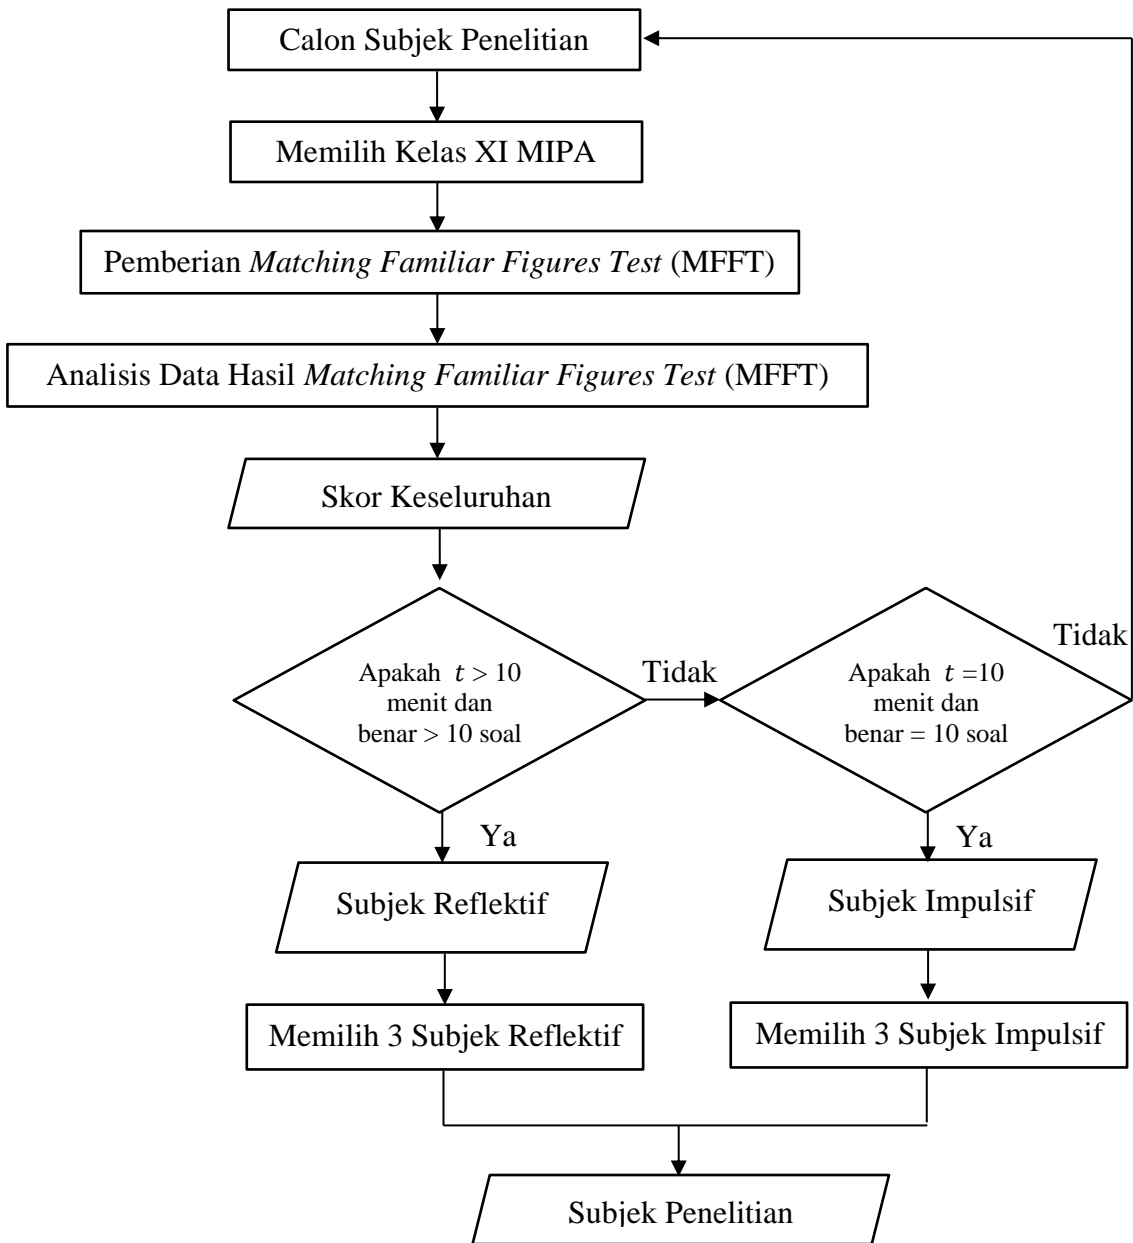 Calon Subjek Penelitian
Memilih Kelas XI MIPA
Pemberian Matching Familiar Figures Test (MFFT)
Analisis Data Hasil Matching Familiar Figures Test (MFFT)
Skor Keseluruhan
Apakah t > 10
menit dan
benar > 10 soal
Tidak
Apakah t =10
menit dan
benar = 10 soal
Tidak
Ya
Ya
Subjek Reflektif
Subjek Impulsif
Memilih 3 Subjek Reflektif
Memilih 3 Subjek Impulsif
Subjek Penelitian